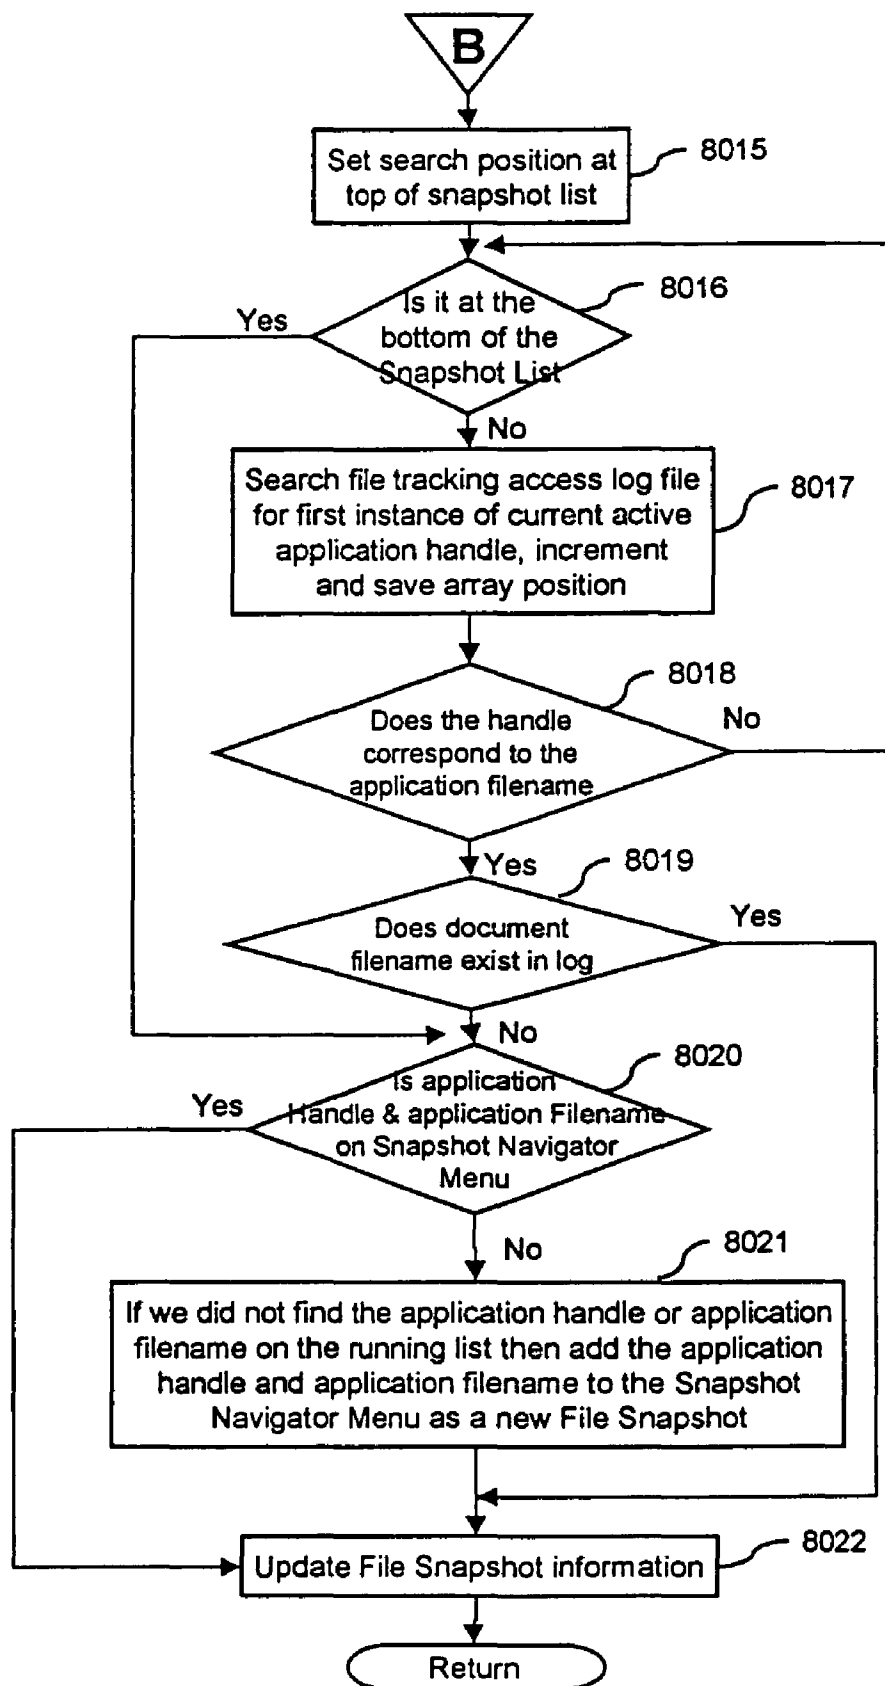 B
Set search position at
top of snapshot list
8015
Is it at the
bottom of the
Snapshot List
8016
Yes
No
Search file tracking access log file
for first instance of current active
application handle, increment
and save array position
8017
Does the handle
correspond to the
application filename
8018
No
Yes
Does document
filename exist in log
8019
Yes
No
Is application
Handle & application Filename
on Snapshot Navigator
Menu
8020
Yes
No
8021
If we did not find the application handle or application
filename on the running list then add the application
handle and application filename to the Snapshot
Navigator Menu as a new File Snapshot
Update File Snapshot information
8022
Return